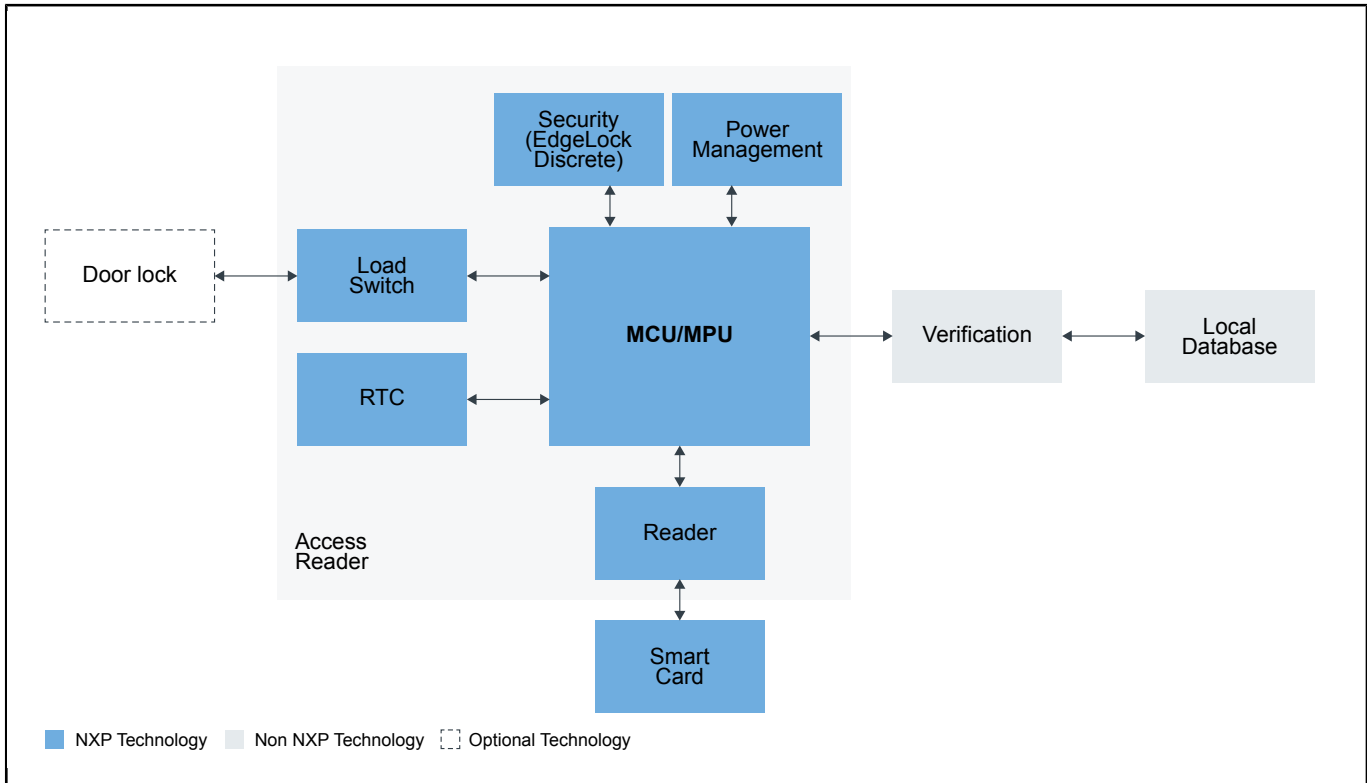 Security
(EdgeLock
Discrete)
Power
Management
Door lock
Load
Switch
MCU/MPU
Verification
Local
Database
RTC
Reader
Access
Reader
Smart
Card
NXP Technology
Non NXP Technology
Optional Technology